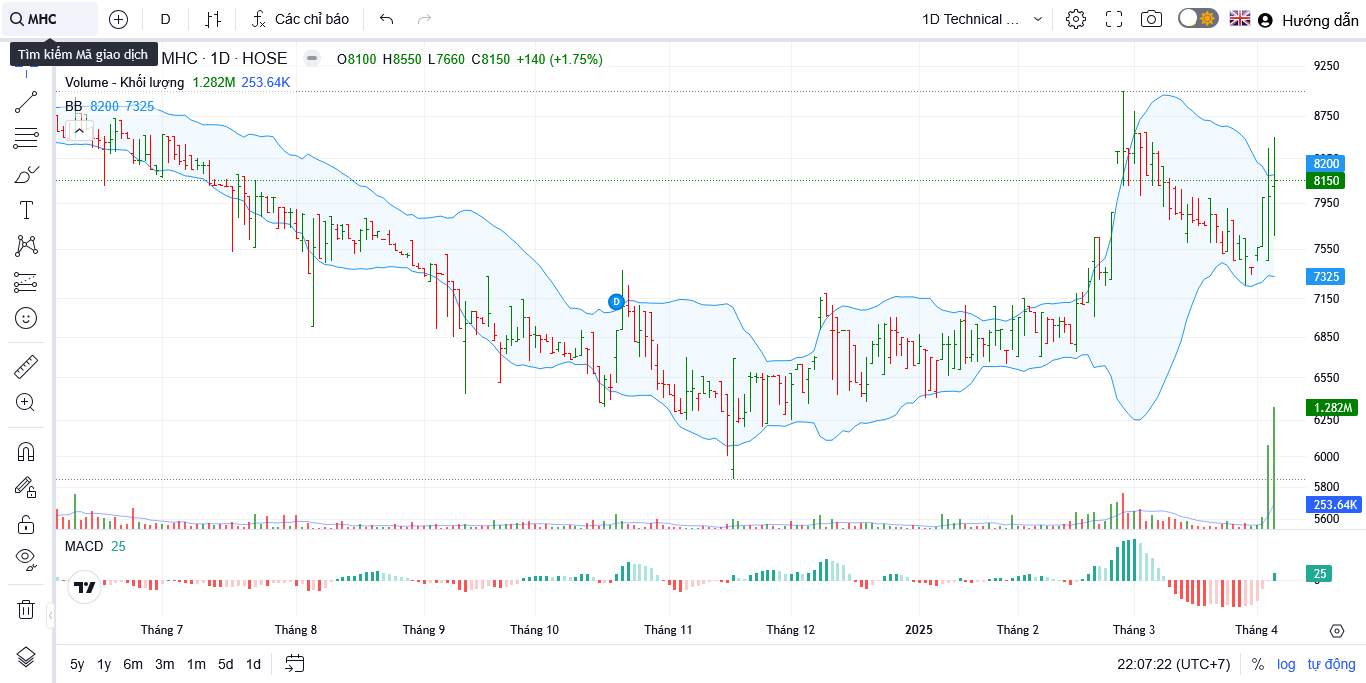 MHC
D
Các chỉ báo
1D Technical ...
Hướng dẫn
Tìm kiếm Mã giao dịch
MHC · 1D · HOSE
O8100 H8550 L7660 C8150 +140 (+1.75%)
Volume - Khối lượng 1.282M 253.64K
BB 8200 7325
9250
8750
8200
8150
7950
7550
7325
7150
6850
6550
1.282M
6250
6000
5800
253.64K
5600
D
MACD 25
25
Tháng 7
Tháng 8
Tháng 9
Tháng 10
Tháng 11
Tháng 12
2025
Tháng 2
Tháng 3
Tháng 4
5y 1y 6m 3m 1m 5d 1d
22:07:22 (UTC+7)
% log tự động